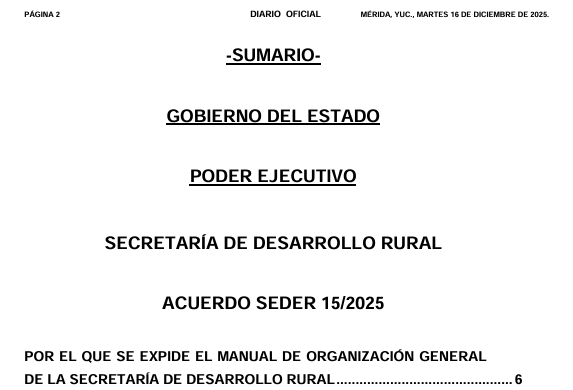 PÁGINA 2 DIARIO OFICIAL MÉRIDA, YUC., MARTES 16 DE DICIEMBRE DE 2025.
-SUMARIO-
GOBIERNO DEL ESTADO
PODER EJECUTIVO
SECRETARÍA DE DESARROLLO RURAL
ACUERDO SEDER 15/2025
POR EL QUE SE EXPIDE EL MANUAL DE ORGANIZACIÓN GENERAL
DE LA SECRETARÍA DE DESARROLLO RURAL.............................................. 6